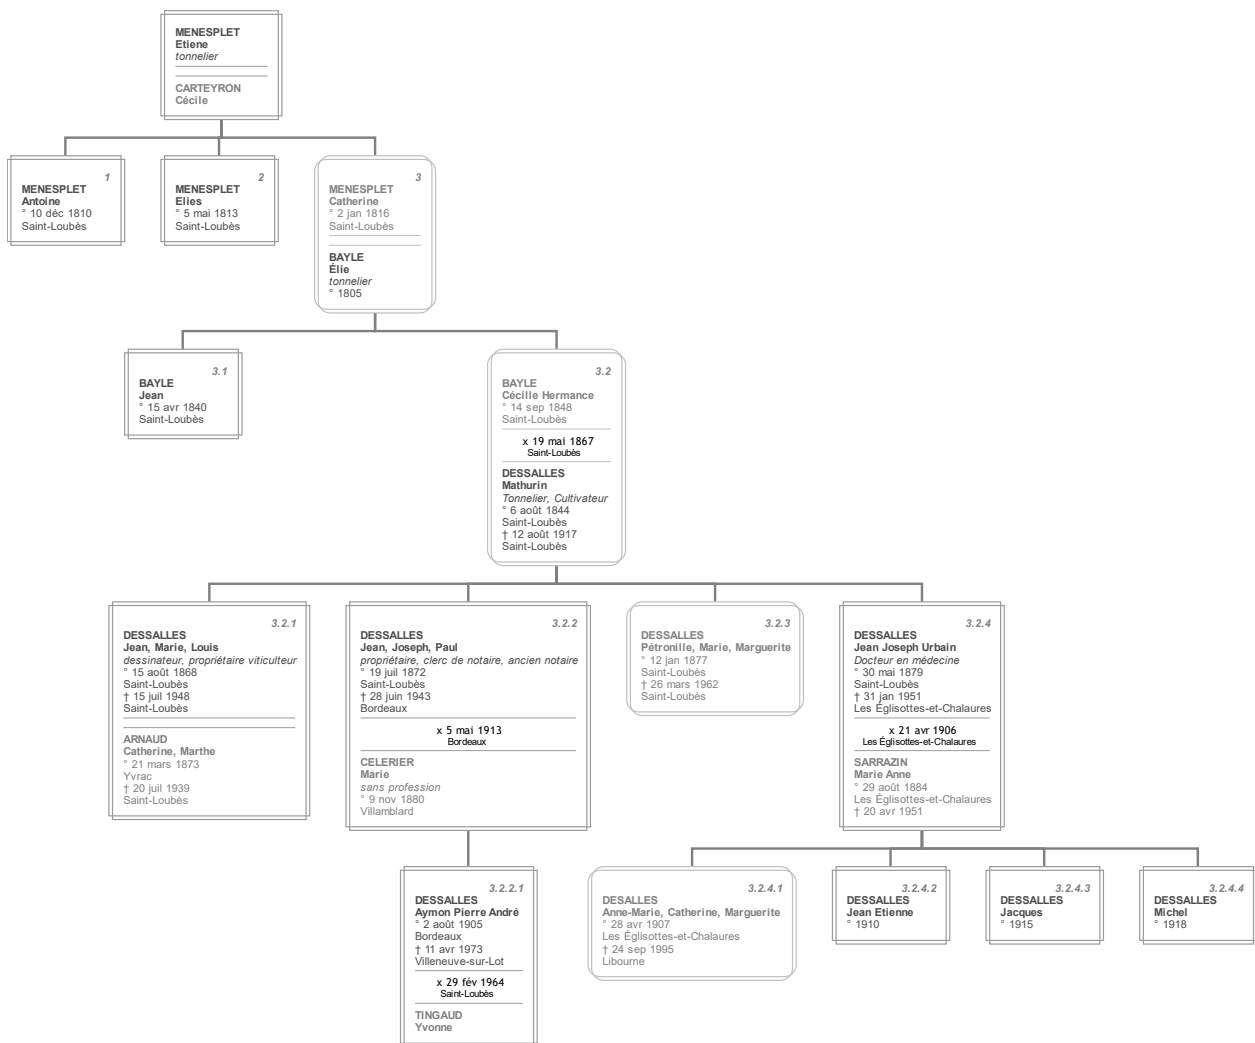 MENESPLET
Etiene
tonnelier
CARTEYRON
Cécile
1
MENESPLET
Antoine
° 10 déc 1810
Saint-Loubès
2
MENESPLET
Elies
° 5 mai 1813
Saint-Loubès
3
MENESPLET
Catherine
° 2 jan 1816
Saint-Loubès
BAYLE
Élie
tonnelier
° 1805
3.1
BAYLE
Jean
° 15 avr 1840
Saint-Loubès
3.2
BAYLE
Cécille Hermance
° 14 sep 1848
Saint-Loubès
x 19 mai 1867
Saint-Loubès
DESSALLES
Mathurin
Tonnelier, Cultivateur
° 6 août 1844
Saint-Loubès
† 12 août 1917
Saint-Loubès
3.2.1
DESSALLES
Jean, Marie, Louis
dessinateur, propriétaire viticulteur
° 15 août 1868
Saint-Loubès
† 15 juil 1948
Saint-Loubès
ARNAUD
Catherine, Marthe
° 21 mars 1873
Yvrac
† 20 juil 1939
Saint-Loubès
3.2.2
DESSALLES
Jean, Joseph, Paul
propriétaire, clerc de notaire, ancien notaire
° 19 juil 1872
Saint-Loubès
† 28 juin 1943
Bordeaux
x 5 mai 1913
Bordeaux
CELERIER
Marie
sans profession
° 9 nov 1880
Villamblard
3.2.3
DESSALLES
Pétronille, Marie, Marguerite
° 12 jan 1877
Saint-Loubès
† 26 mars 1962
Saint-Loubès
3.2.4
DESSALLES
Jean Joseph Urbain
Docteur en médecine
° 30 mai 1879
Saint-Loubès
† 31 jan 1951
Les Églisottes-et-Chalaures
x 21 avr 1906
Les Églisottes-et-Chalaures
SARRAZIN
Marie Anne
° 29 août 1884
Les Églisottes-et-Chalaures
† 20 avr 1951
3.2.2.1
DESSALLES
Aymon Pierre André
° 2 août 1905
Bordeaux
† 11 avr 1973
Villeneuve-sur-Lot
x 29 fév 1964
Saint-Loubès
TINGAUD
Yvonne
3.2.4.1
DESALLES
Anne-Marie, Catherine, Marguerite
° 28 avr 1907
Les Églisottes-et-Chalaures
† 24 sep 1995
Libourne
3.2.4.2
DESSALLES
Jean Etienne
° 1910
3.2.4.3
DESSALLES
Jacques
° 1915
3.2.4.4
DESSALLES
Michel
° 1918